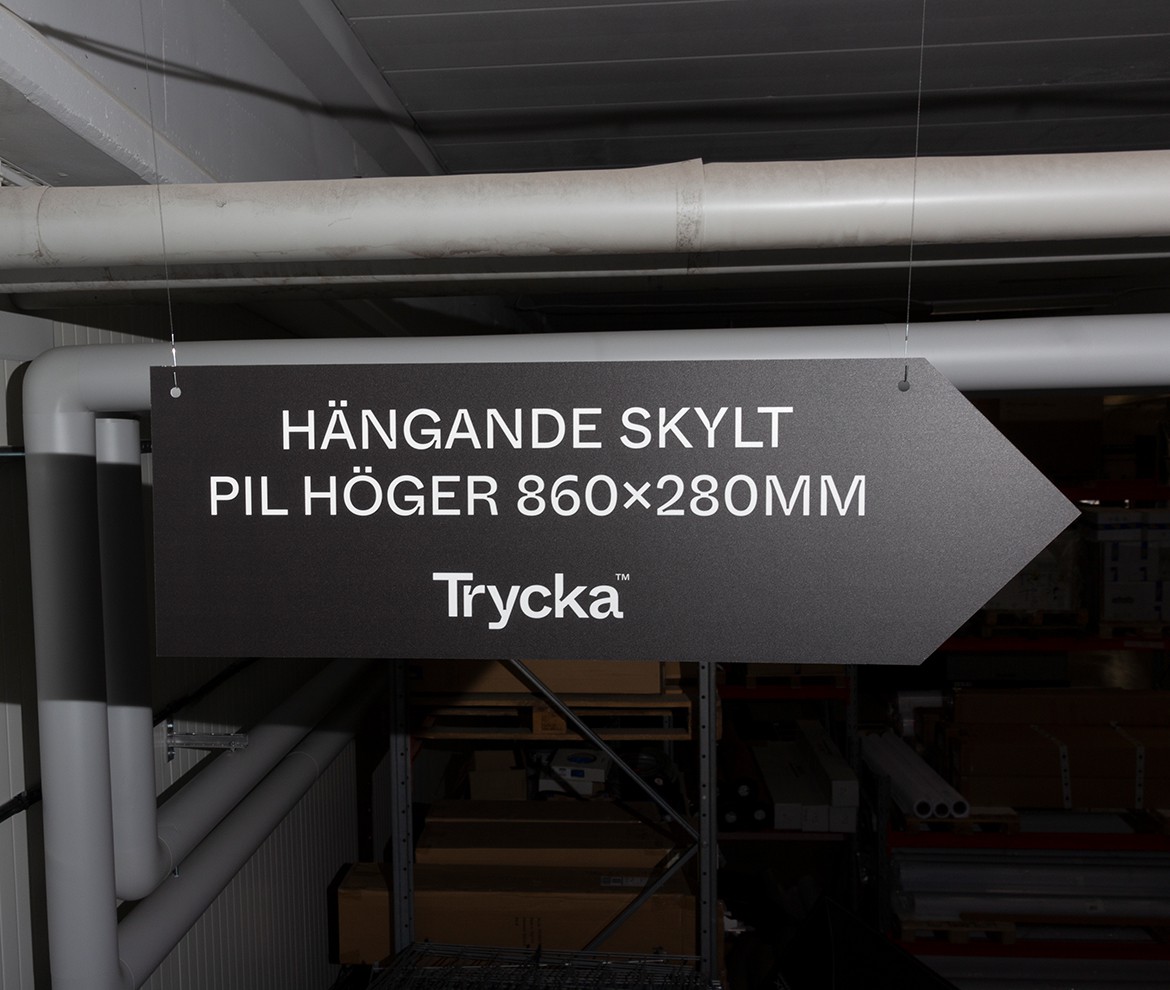 HÄNGANDE SKYLT
PIL HÖGER 860×280MM
Trycka™